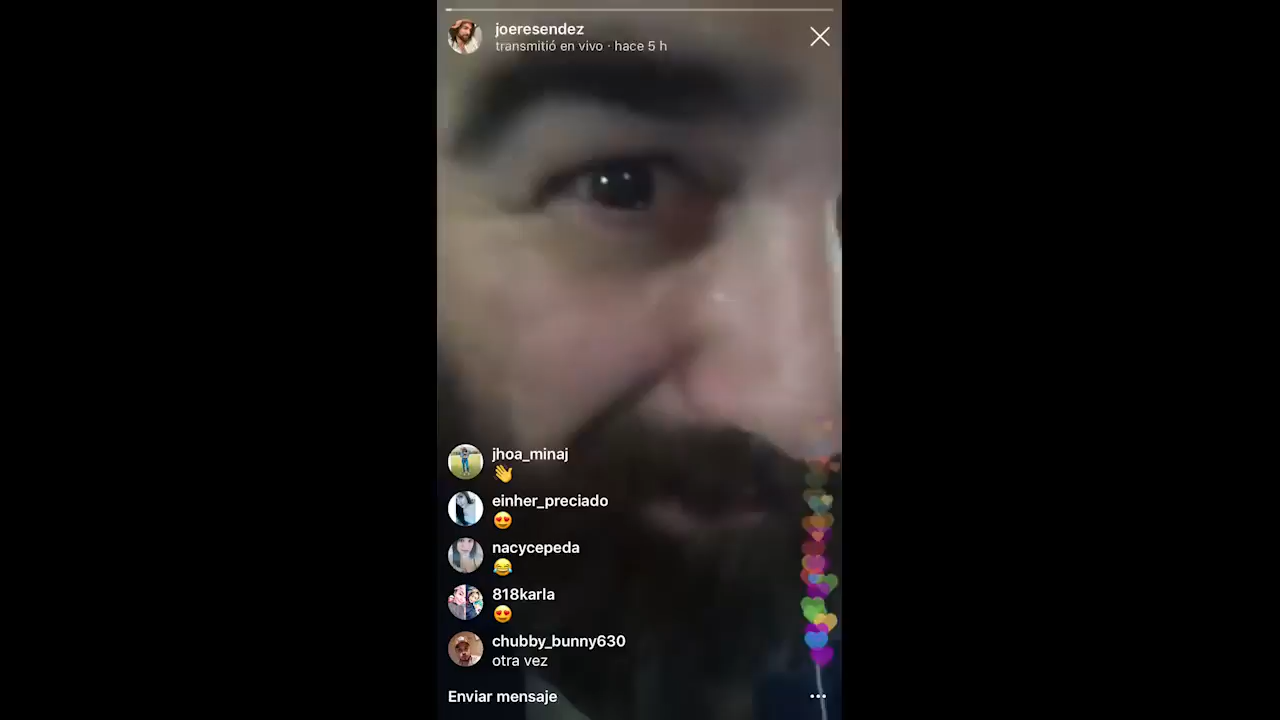 joeresendez
transmitió en vivo · hace 5 h
jhoa_minaj
👋
einher_preciado
😍
nacycepeda
😂
818karla
😍
chubby_bunny630
otra vez
Enviar mensaje